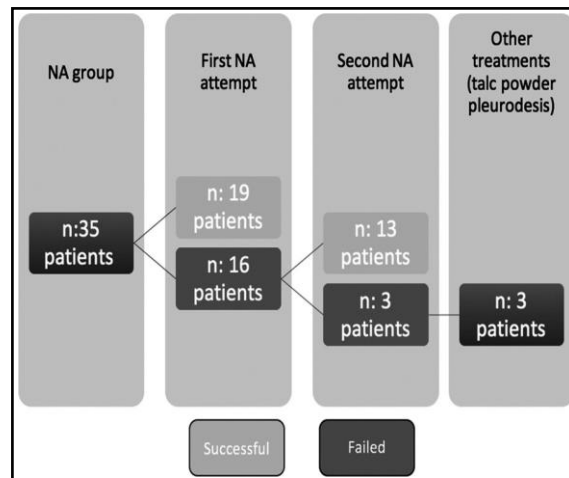 NA group
First NA
attempt
Second NA
attempt
Other
treatments
(talc powder
pleurodesis)
n:35
patients
n: 19
patients
n: 16
patients
n: 13
patients
n: 3
patients
n: 3
patients
Successful
Failed